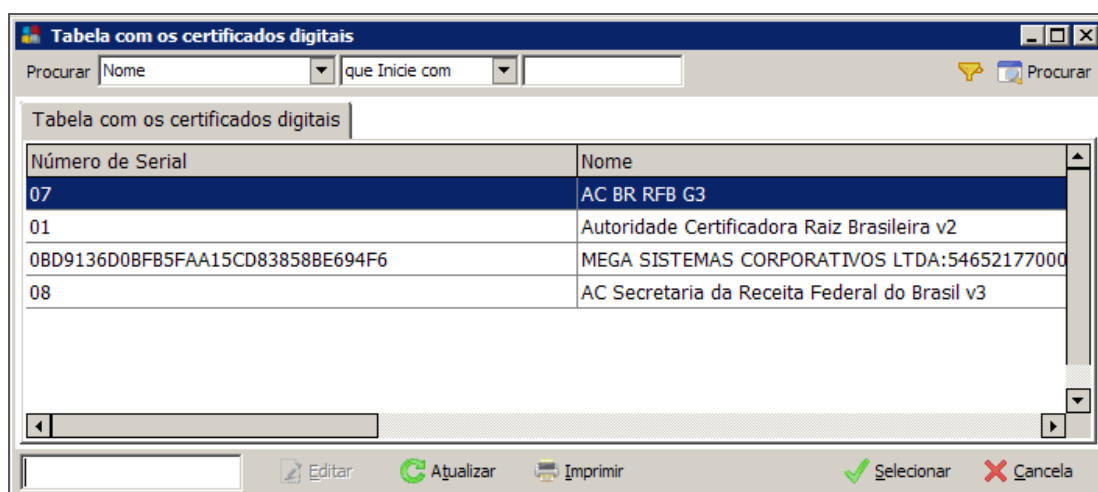 Tabela com os certificados digitais
Procurar Nome que Inicie com Procurar
Tabela com os certificados digitais
Número de Serial Nome
07 AC BR RFB G3
01 Autoridade Certificadora Raiz Brasileira v2
0BD9136D0BFB5FAA15CD83858BE694F6 MEGA SISTEMAS CORPORATIVOS LTDA:54652177000
08 AC Secretaria da Receita Federal do Brasil v3
Editar Atualizar Imprimir Selecionar Cancela